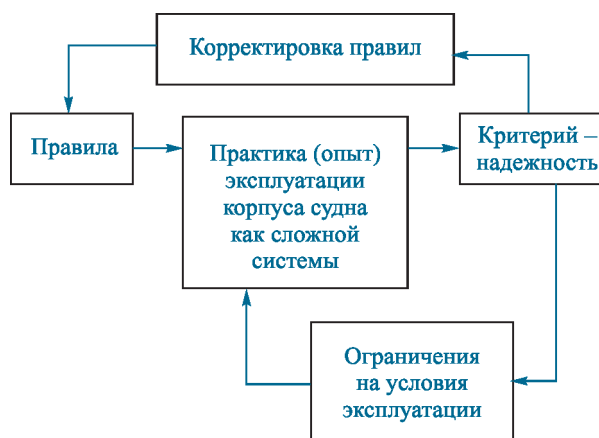 Корректировка правил
Правила
Практика (опыт)
эксплуатации
корпуса судна
как сложной
системы
Критерий –
надежность
Ограничения
на условия
эксплуатации